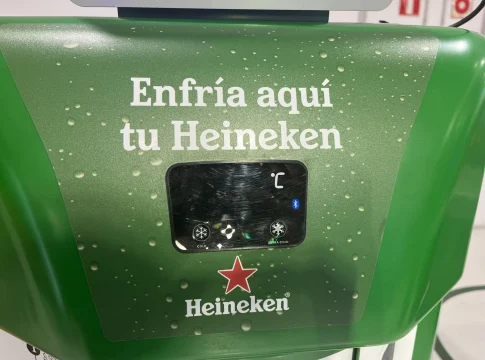 Enfría aquí
tu Heineken
°C
Heineken®